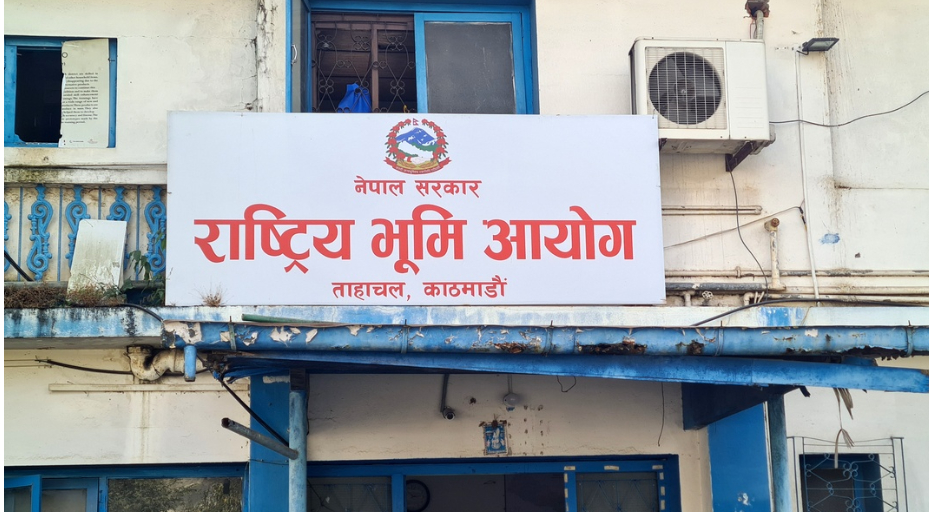 नेपाल सरकार
राष्ट्रिय भूमि आयोग
ताहाचल, काठमाडौं